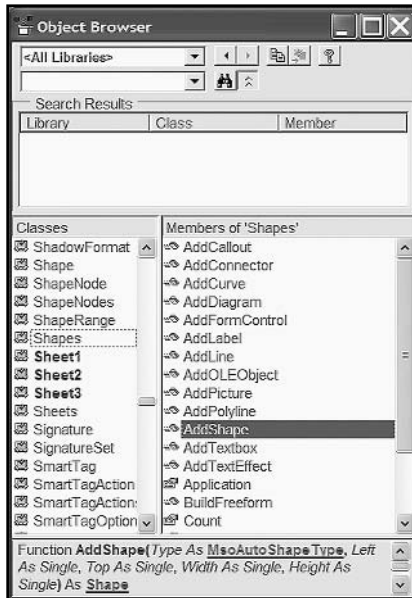 Object Browser
<All Libraries>
Search Results
Library Class Member
Classes
ShadowFormat
Shape
ShapeNode
ShapeNodes
ShapeRange
Shapes
Sheet1
Sheet2
Sheet3
Sheets
Signature
SignatureSet
SmartTag
SmartTagAction
SmartTagAction
SmartTagOption
Members of 'Shapes'
AddCallout
AddConnector
AddCurve
AddDiagram
AddFormControl
AddLabel
AddLine
AddOLEObject
AddPicture
AddPolyline
AddShape
AddTextbox
AddTextEffect
Application
BuildFreeform
Count
Function AddShape(Type As MsoAutoShapeType, Left
As Single, Top As Single, Width As Single, Height As
Single) As Shape